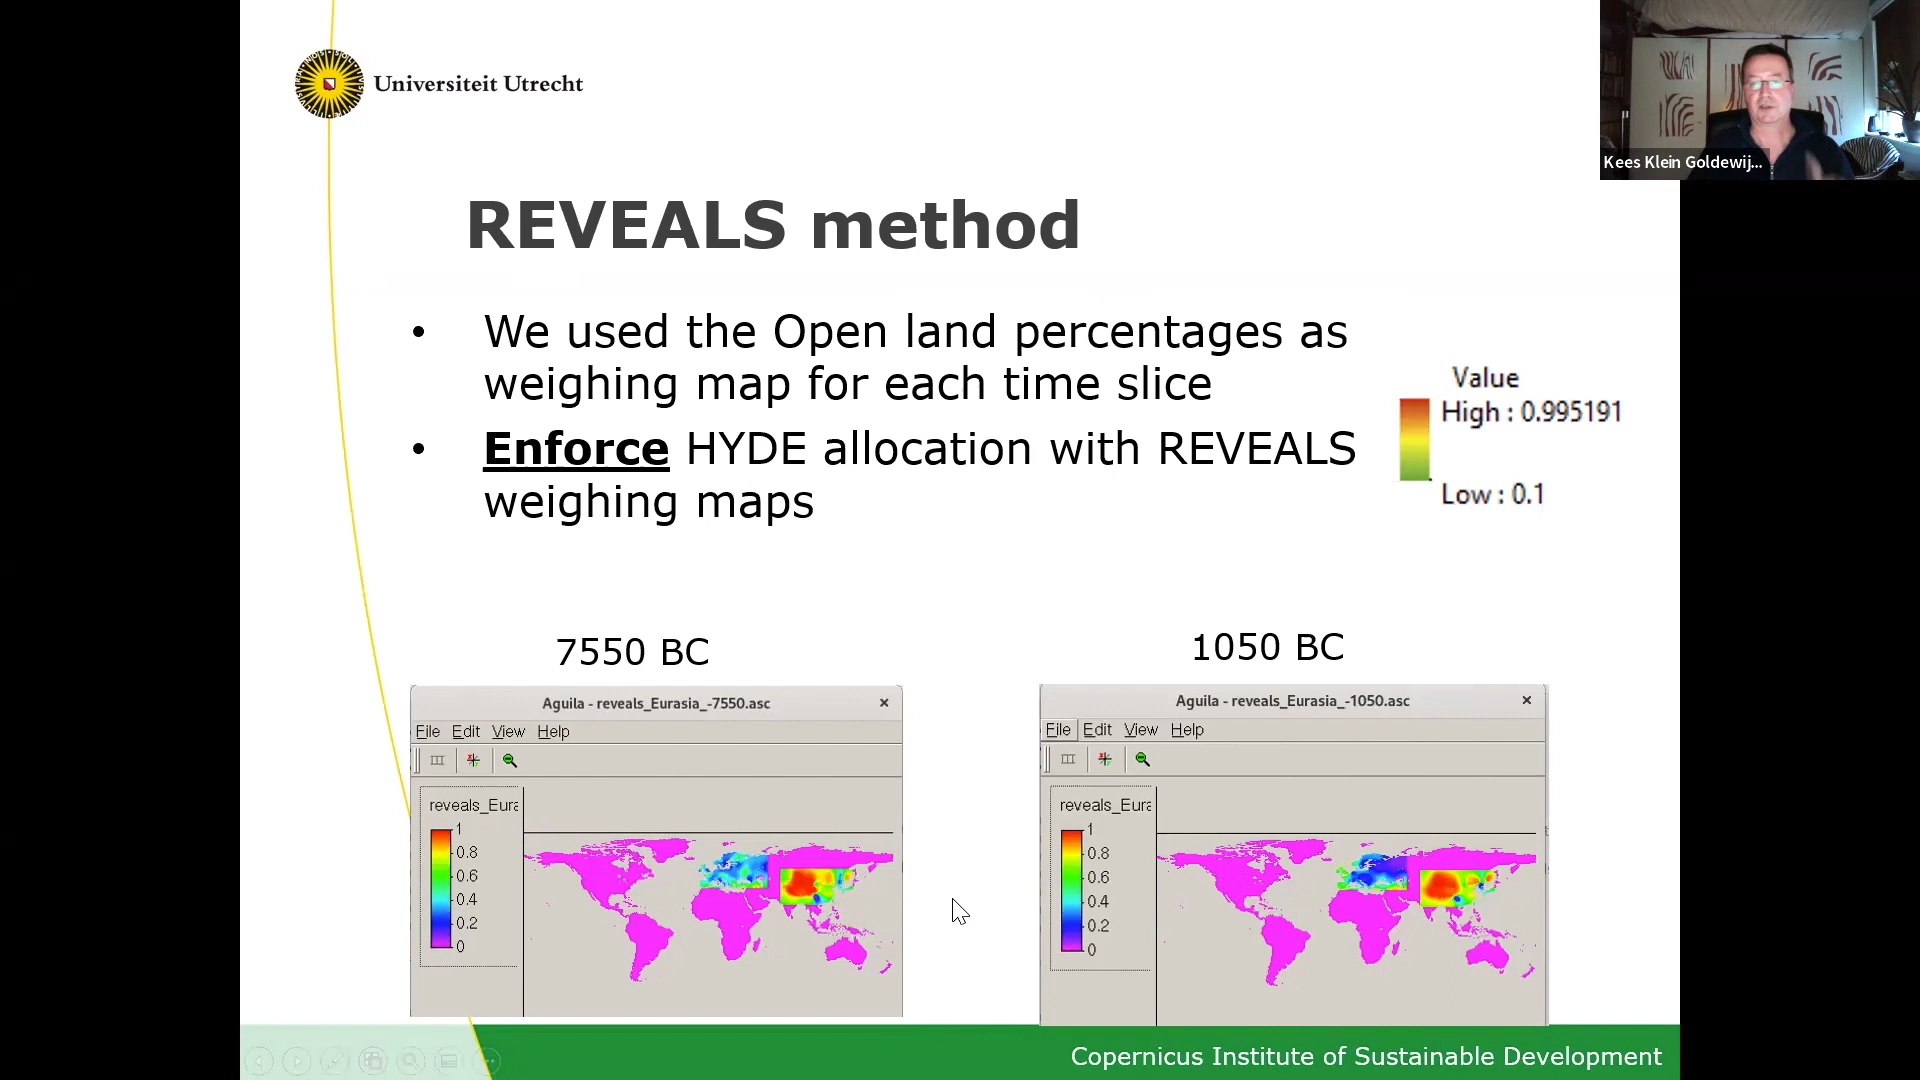 Universiteit Utrecht
Kees Klein Goldewij...
REVEALS method
• We used the Open land percentages as
weighing map for each time slice
• Enforce HYDE allocation with REVEALS
weighing maps
Value
High : 0.995191
Low : 0.1
7550 BC
Aguila - reveals_Eurasia_-7550.asc
File Edit View Help
reveals_Eura
1
0.8
0.6
0.4
0.2
0
1050 BC
Aguila - reveals_Eurasia_-1050.asc
File Edit View Help
reveals_Eura
1
0.8
0.6
0.4
0.2
0
Copernicus Institute of Sustainable Development